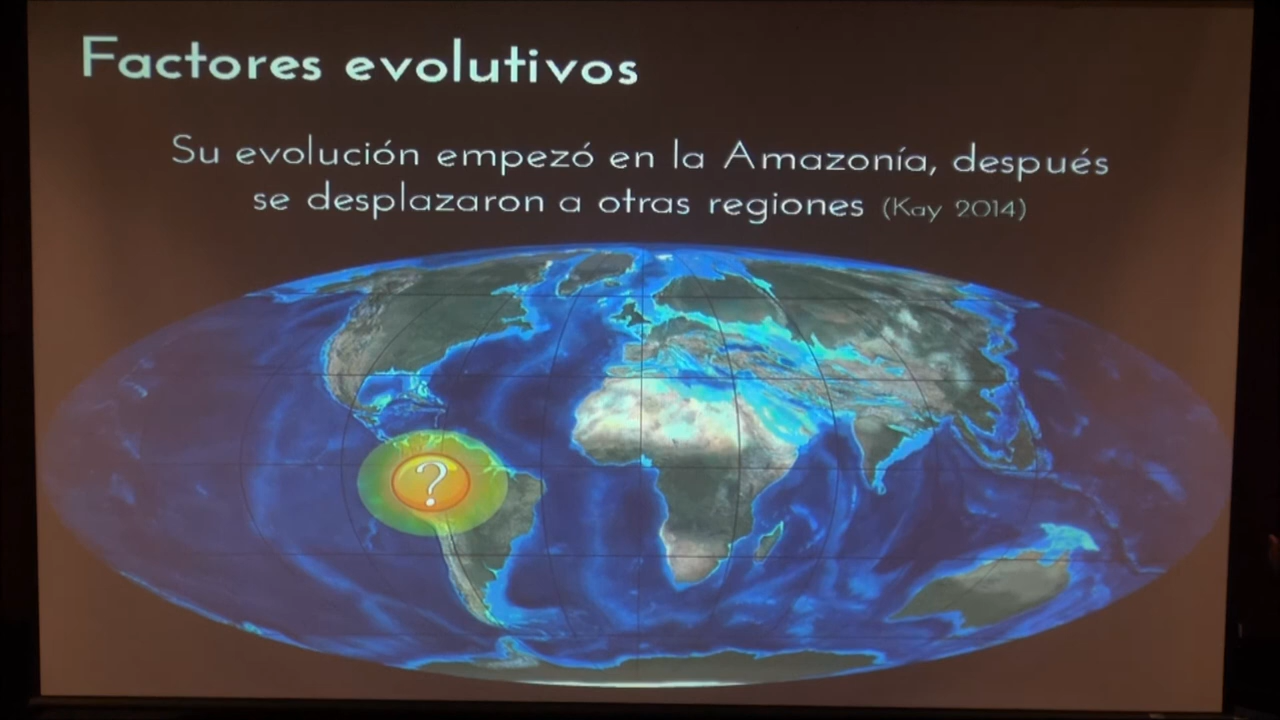 Factores evolutivos
Su evolución empezó en la Amazonía, después
se desplazaron a otras regiones (Kay 2014)
?